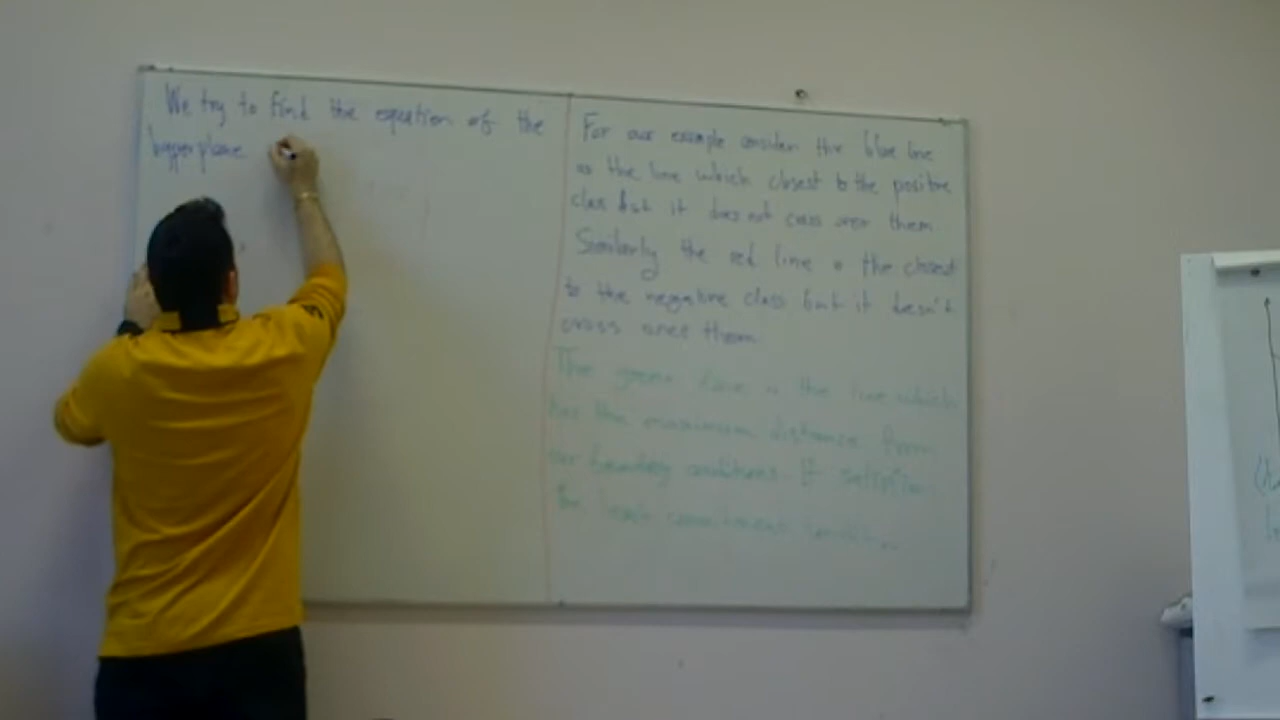 We try to find the equation of the
hyperplane
For our example consider the blue line
as the line which closest to the positive
class but it does not cross over them.
Similarly the red line is the closest
to the negative class but it doesn't
cross over them
The green line is the line which
has the maximum distance from
our boundary conditions. It satisfies
the least commitment